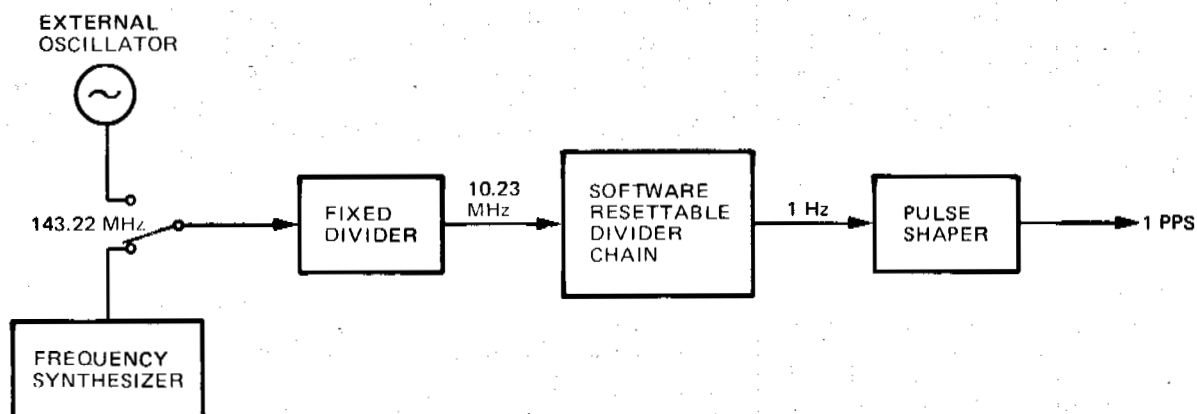 EXTERNAL
OSCILLATOR
143.22 MHz
FREQUENCY
SYNTHESIZER
FIXED
DIVIDER
10.23
MHz
SOFTWARE
RESETTABLE
DIVIDER
CHAIN
1 Hz
PULSE
SHAPER
1 PPS